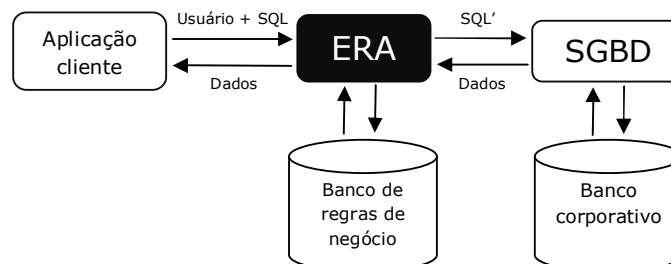 Usuário + SQL
SQL’
Aplicação
cliente
ERA
SGBD
Dados
Dados
Banco de
regras de
negócio
Banco
corporativo